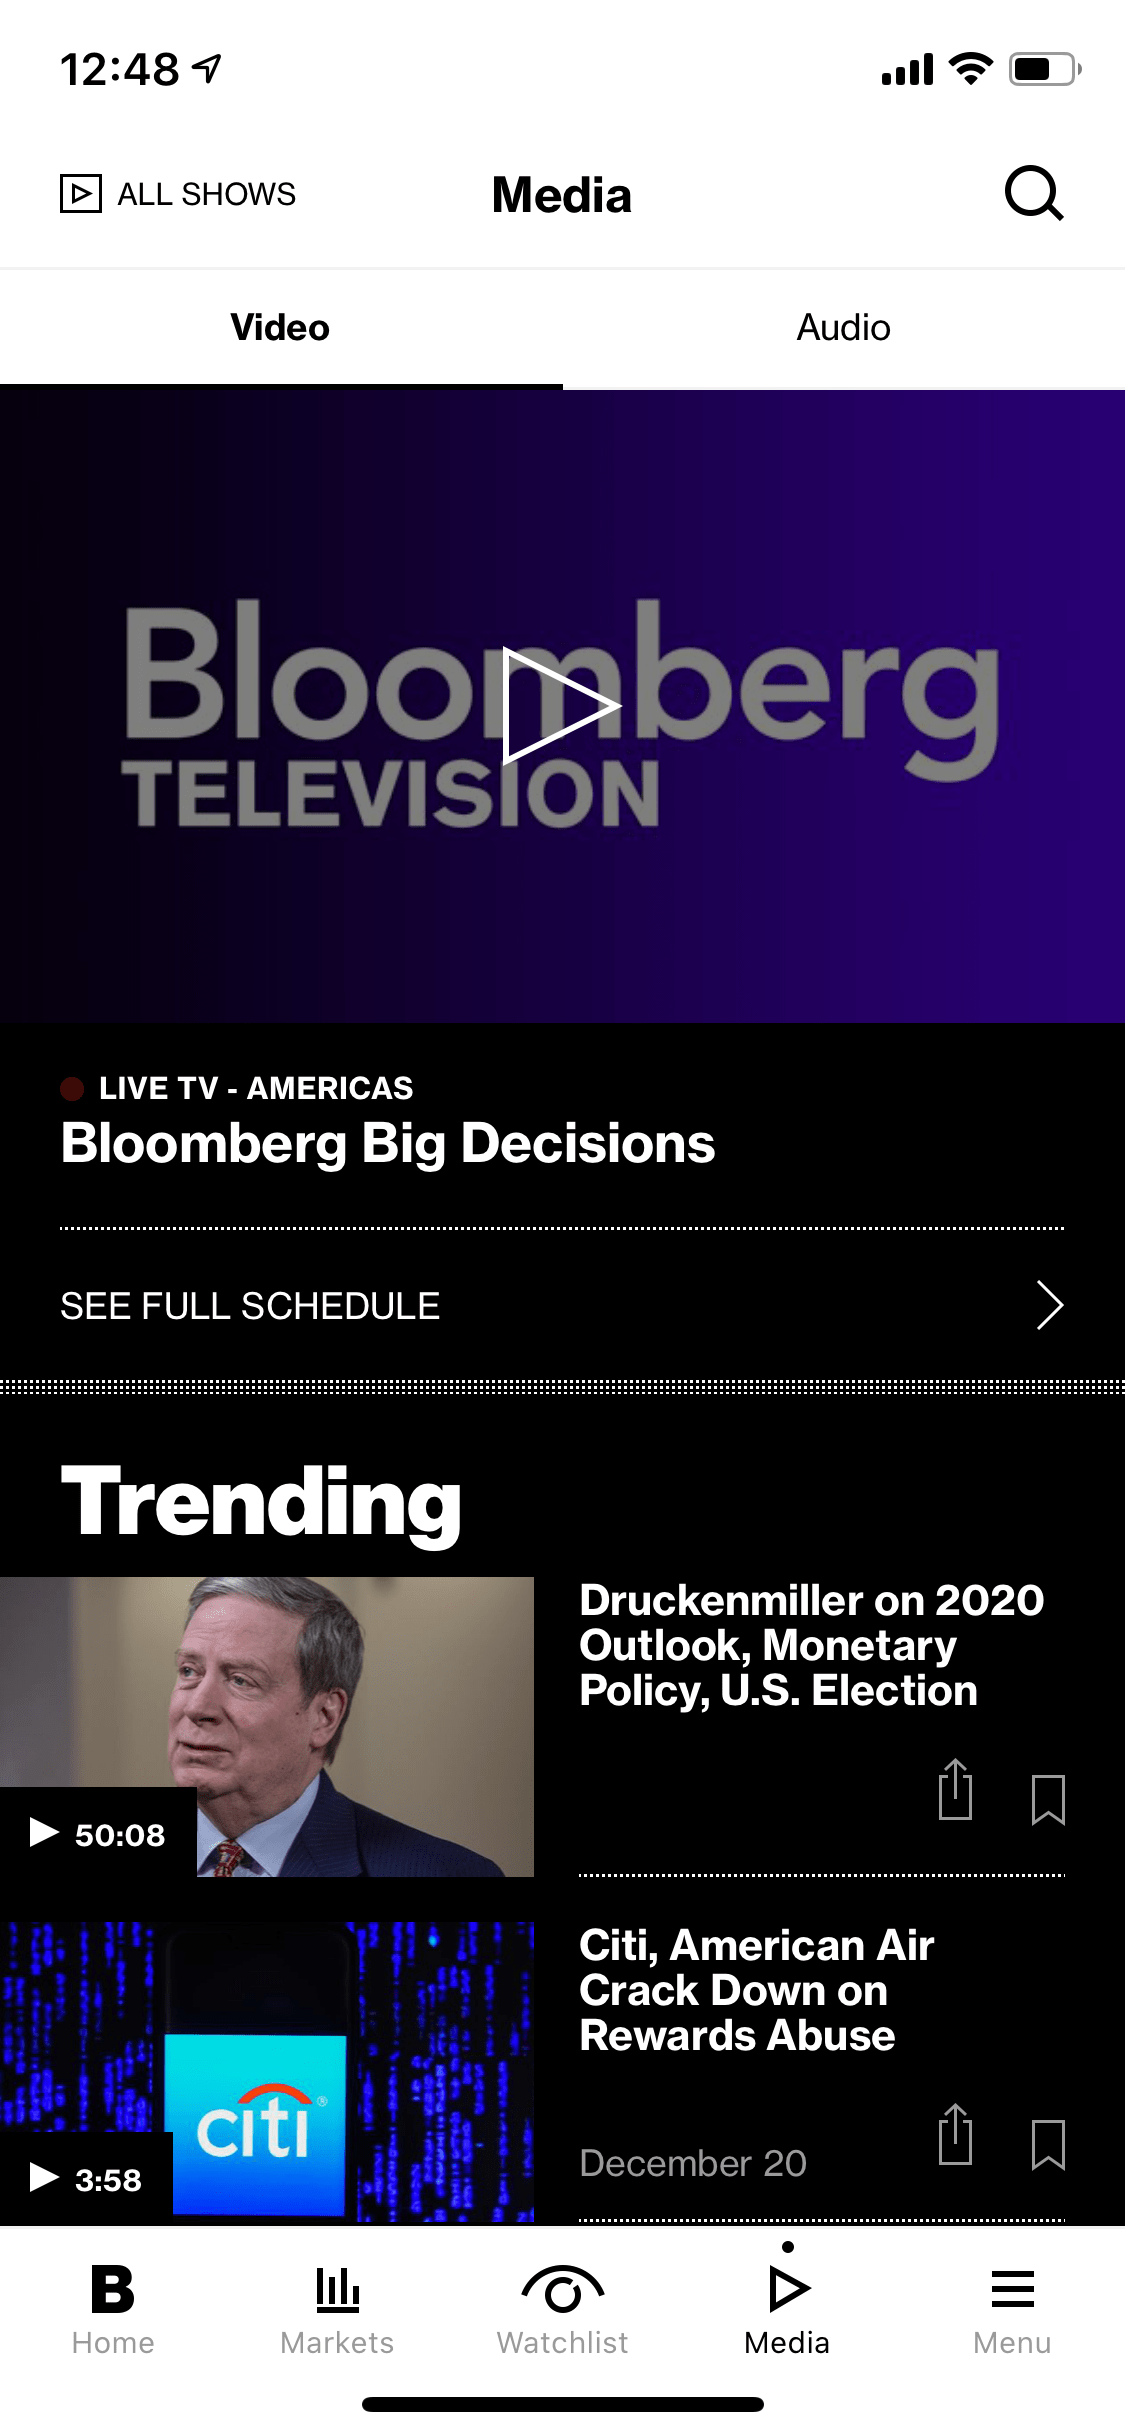 12:48
ALL SHOWS
Media
Video
Audio
Bloomberg
TELEVISION
LIVE TV - AMERICAS
Bloomberg Big Decisions
SEE FULL SCHEDULE
Trending
Druckenmiller on 2020
Outlook, Monetary
Policy, U.S. Election
50:08
Citi, American Air
Crack Down on
Rewards Abuse
citi®
3:58
December 20
B
Home
Markets
Watchlist
Media
Menu